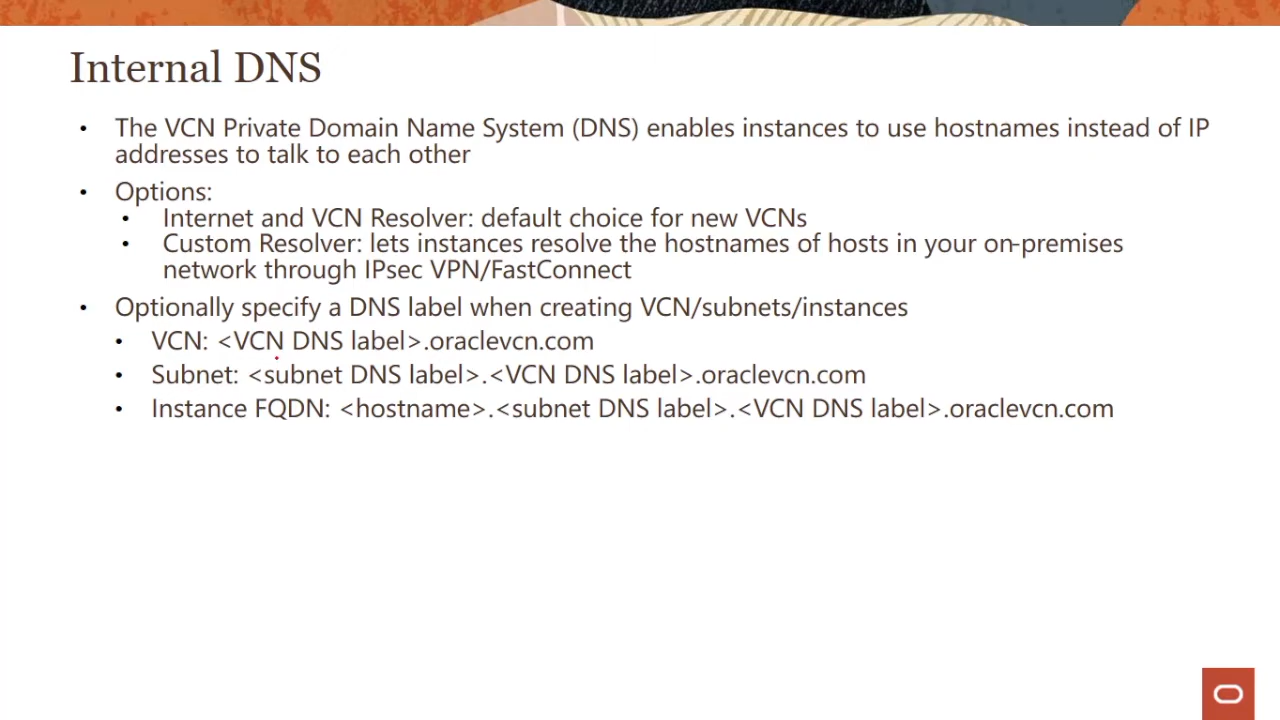 Internal DNS
• The VCN Private Domain Name System (DNS) enables instances to use hostnames instead of IP
addresses to talk to each other
• Options:
• Internet and VCN Resolver: default choice for new VCNs
• Custom Resolver: lets instances resolve the hostnames of hosts in your on-premises
network through IPsec VPN/FastConnect
• Optionally specify a DNS label when creating VCN/subnets/instances
• VCN: <VCN DNS label>.oraclevcn.com
• Subnet: <subnet DNS label>.<VCN DNS label>.oraclevcn.com
• Instance FQDN: <hostname>.<subnet DNS label>.<VCN DNS label>.oraclevcn.com